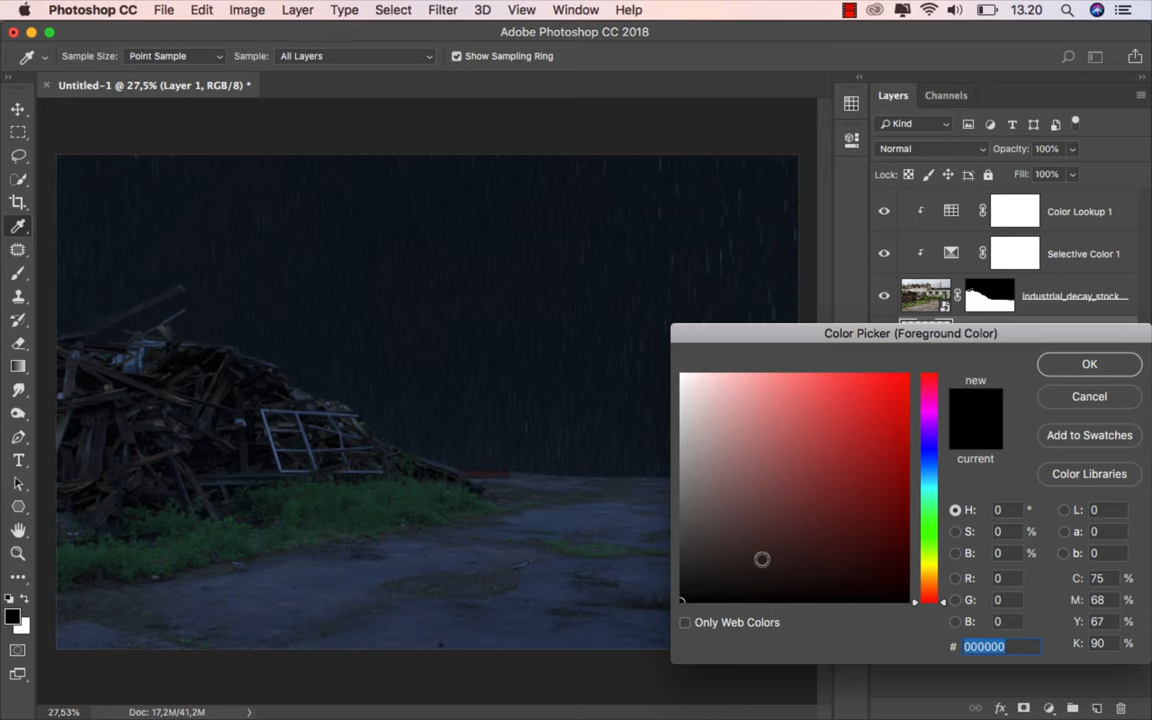 Photoshop CC File Edit Image Layer Type Select Filter 3D View Window Help 13.20
Adobe Photoshop CC 2018
Sample Size: Point Sample Sample: All Layers Show Sampling Ring
× Untitled-1 @ 27,5% (Layer 1, RGB/8) *
Layers Channels
Kind
Normal Opacity: 100%
Lock: Fill: 100%
Color Lookup 1
Selective Color 1
industrial_decay_stock...
Color Picker (Foreground Color)
new
current
OK
Cancel
Add to Swatches
Color Libraries
H: 0 °
S: 0 %
B: 0 %
R: 0
G: 0
B: 0
# 000000
L: 0
a: 0
b: 0
C: 75 %
M: 68 %
Y: 67 %
K: 90 %
Only Web Colors
27,53% Doc: 17,2M/41,2M